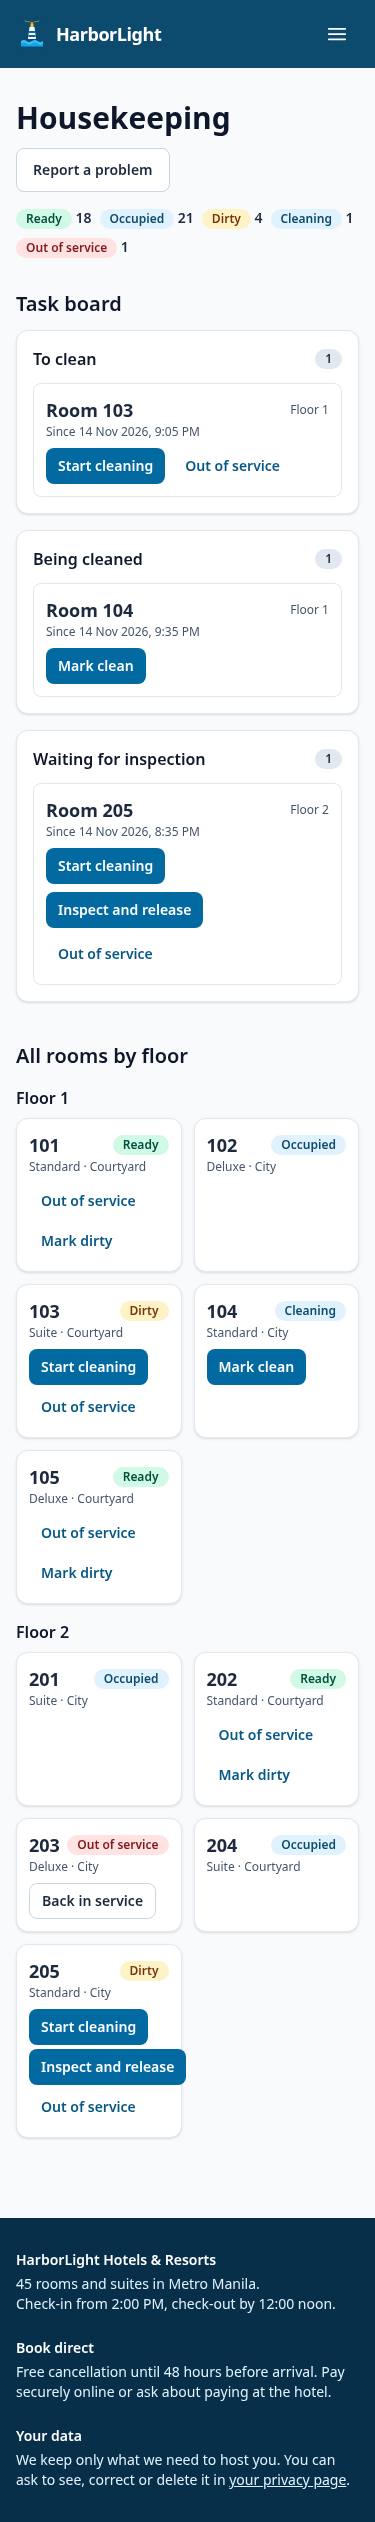 HarborLight
Housekeeping
Report a problem
Ready 18 Occupied 21 Dirty 4 Cleaning 1
Out of service 1
Task board
To clean 1
Room 103 Floor 1
Since 14 Nov 2026, 9:05 PM
Start cleaning Out of service
Being cleaned 1
Room 104 Floor 1
Since 14 Nov 2026, 9:35 PM
Mark clean
Waiting for inspection 1
Room 205 Floor 2
Since 14 Nov 2026, 8:35 PM
Start cleaning
Inspect and release
Out of service
All rooms by floor
Floor 1
101 Ready
Standard · Courtyard
Out of service
Mark dirty
102 Occupied
Deluxe · City
103 Dirty
Suite · Courtyard
Start cleaning
Out of service
104 Cleaning
Standard · City
Mark clean
105 Ready
Deluxe · Courtyard
Out of service
Mark dirty
Floor 2
201 Occupied
Suite · City
202 Ready
Standard · Courtyard
Out of service
Mark dirty
203 Out of service
Deluxe · City
Back in service
204 Occupied
Suite · Courtyard
205 Dirty
Standard · City
Start cleaning
Inspect and release
Out of service
HarborLight Hotels & Resorts
45 rooms and suites in Metro Manila.
Check-in from 2:00 PM, check-out by 12:00 noon.
Book direct
Free cancellation until 48 hours before arrival. Pay
securely online or ask about paying at the hotel.
Your data
We keep only what we need to host you. You can
ask to see, correct or delete it in your privacy page.